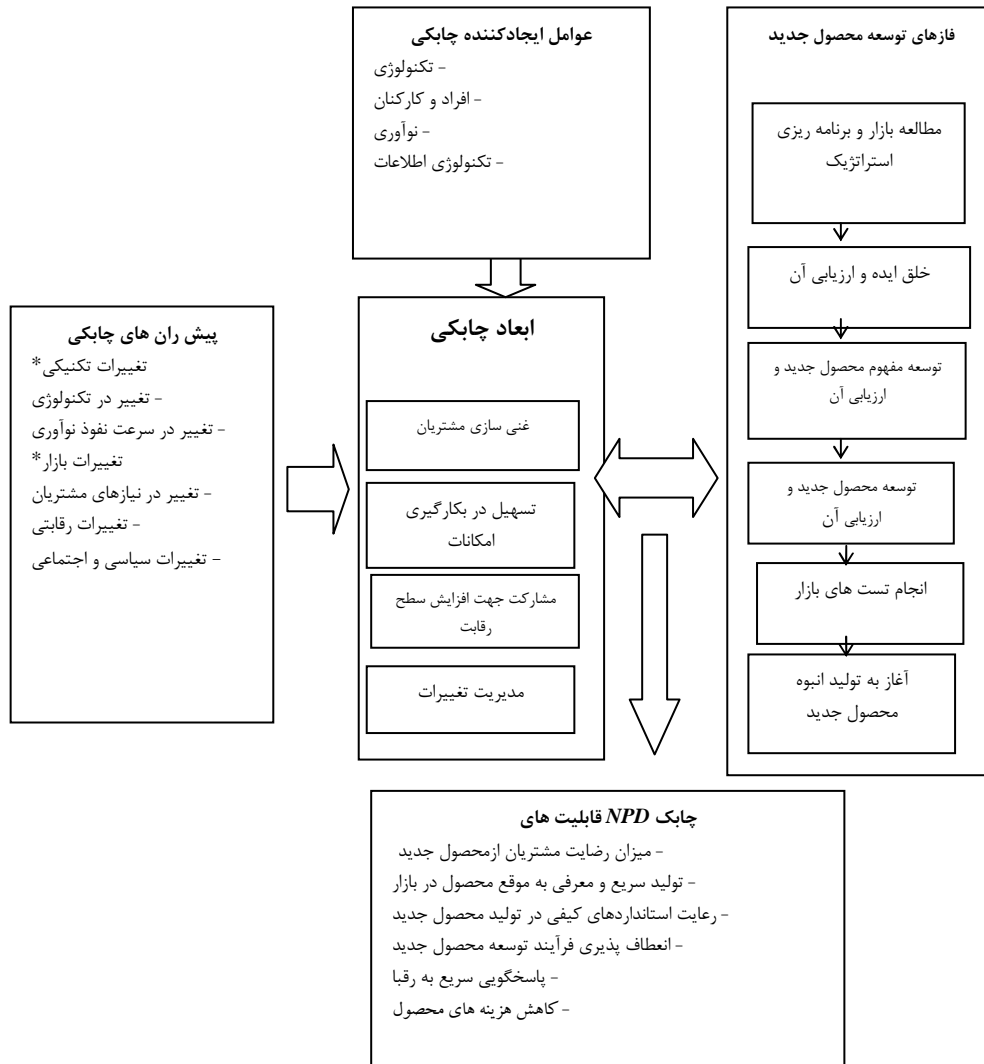 عوامل ایجادکننده چابکی
- تکنولوژی
- افراد و کارکنان
- نوآوری
- تکنولوژی اطلاعات
فازهای توسعه محصول جدید
مطالعه بازار و برنامه ریزی
استراتژیک
خلق ایده و ارزیابی آن
توسعه مفهوم محصول جدید و
ارزیابی آن
توسعه محصول جدید و
ارزیابی آن
انجام تست های بازار
آغاز به تولید انبوه
محصول جدید
ابعاد چابکی
غنی سازی مشتریان
تسهیل در بکارگیری
امکانات
مشارکت جهت افزایش سطح
رقابت
مدیریت تغییرات
پیش ران های چابکی
تغییرات تکنیکی*
- تغییر در تکنولوژی
- تغییر در سرعت نفوذ نوآوری
تغییرات بازار*
- تغییر در نیازهای مشتریان
- تغییرات رقابتی
- تغییرات سیاسی و اجتماعی
چابک NPD قابلیت های
- میزان رضایت مشتریان ازمحصول جدید
- تولید سریع و معرفی به موقع محصول در بازار
- رعایت استانداردهای کیفی در تولید محصول جدید
- انعطاف پذیری فرآیند توسعه محصول جدید
- پاسخگویی سریع به رقبا
- کاهش هزینه های محصول